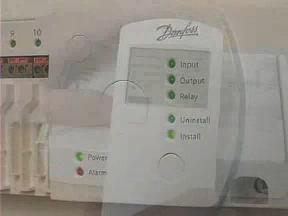 9 10
Danfoss
Input
Output
Relay
Uninstall
Install
Power
Alarm